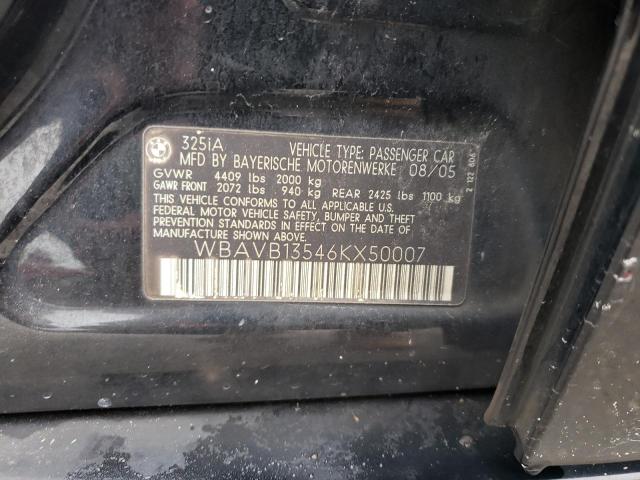 BMW
325iA VEHICLE TYPE: PASSENGER CAR
MFD BY BAYERISCHE MOTORENWERKE 08/05
GVWR 4409 lbs 2000 kg
GAWR FRONT 2072 lbs 940 kg REAR 2425 lbs 1100 kg
THIS VEHICLE CONFORMS TO ALL APPLICABLE U.S.
FEDERAL MOTOR VEHICLE SAFETY, BUMPER AND THEFT
PREVENTION STANDARDS IN EFFECT ON THE DATE OF
MANUFACTURE SHOWN ABOVE.
WBAVB13546KX50007